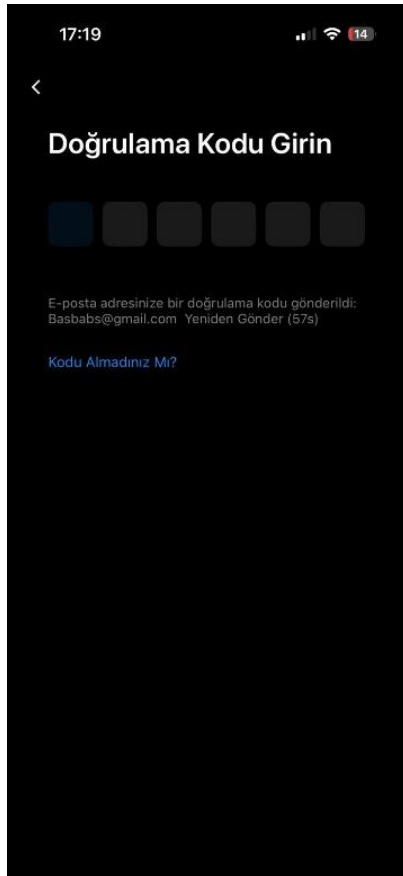 17:19
14
Doğrulama Kodu Girin
E-posta adresinize bir doğrulama kodu gönderildi:
Basbabs@gmail.com Yeniden Gönder (57s)
Kodu Almadınız Mı?